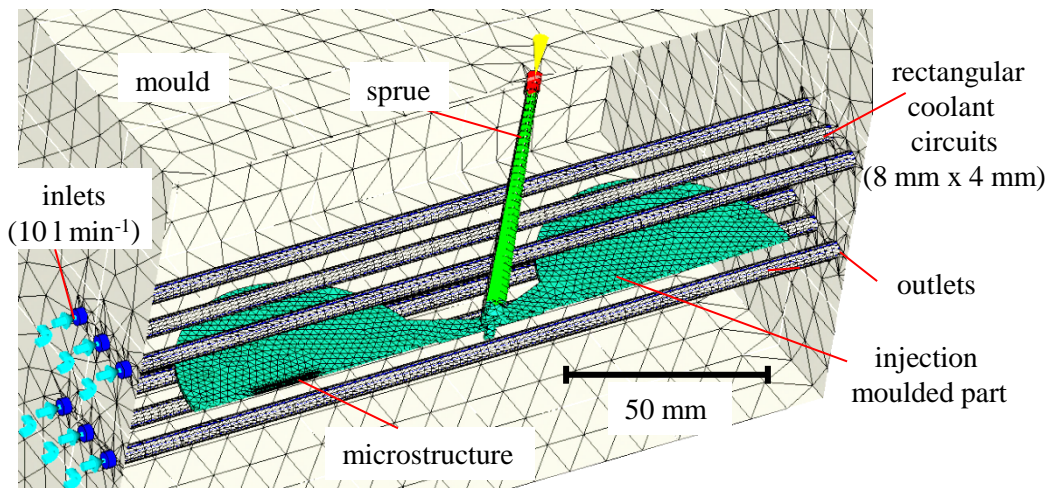 mould
sprue
rectangular
coolant
circuits
(8 mm x 4 mm)
inlets
(10 l min-1)
outlets
injection
moulded part
50 mm
microstructure